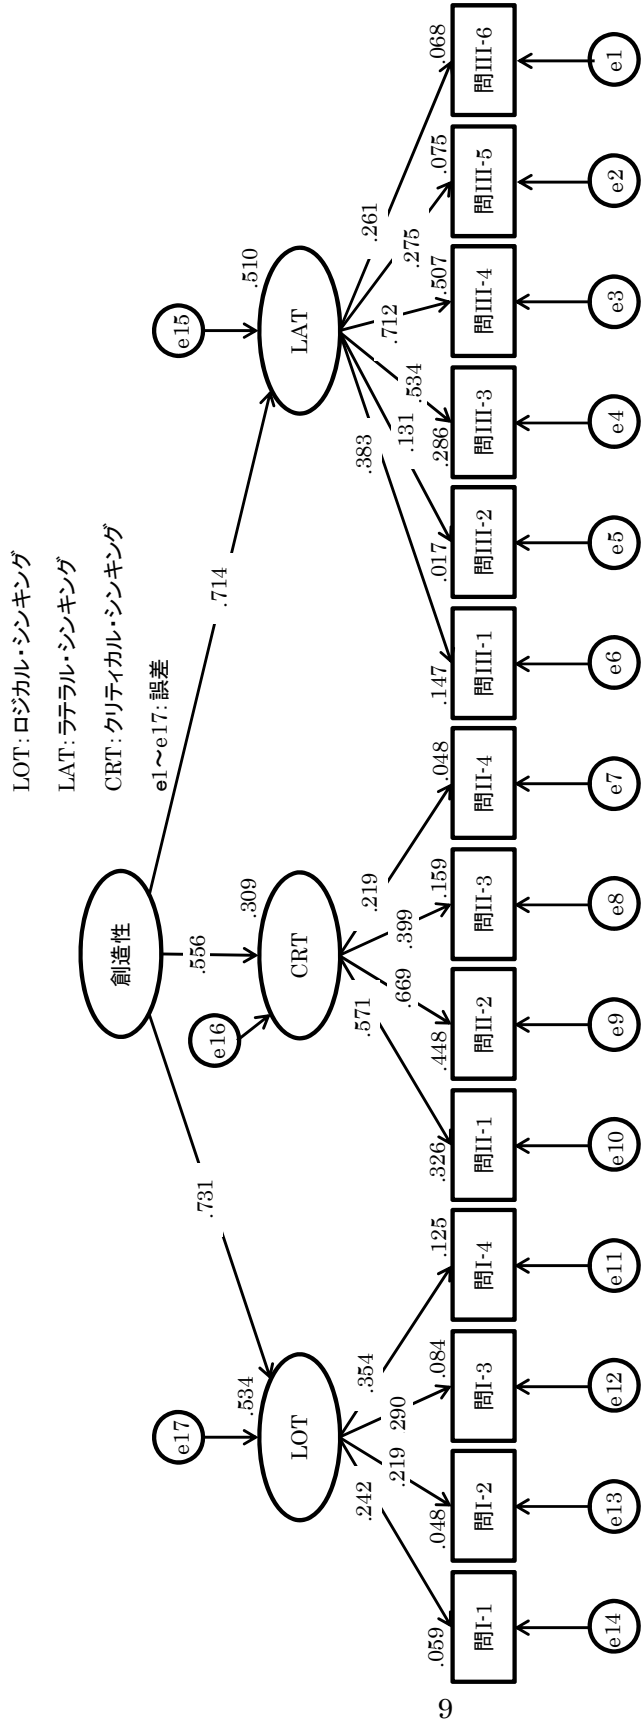 LOT:ロジカル・シンキング
LAT:ラテラル・シンキング
CRT:クリティカル・シンキング
e1~e17:誤差
創造性
.731
.556
.714
e17
e16
e15
.534
.309
.510
LOT
CRT
LAT
.242
.219
290
.354
.571
.669
.399
.219
.383
.131
.534
.712
.275
.261
.059
.048
.084
.125
.326
.448
.159
.048
.147
.017
.286
.507
.075
.068
問I-1
問I-2
問I-3
問I-4
問II-1
問II-2
問II-3
問II-4
問III-1
問III-2
問III-3
問III-4
問III-5
問III-6
e14
e13
e12
e11
e10
e9
e8
e7
e6
e5
e4
e3
e2
e1
9